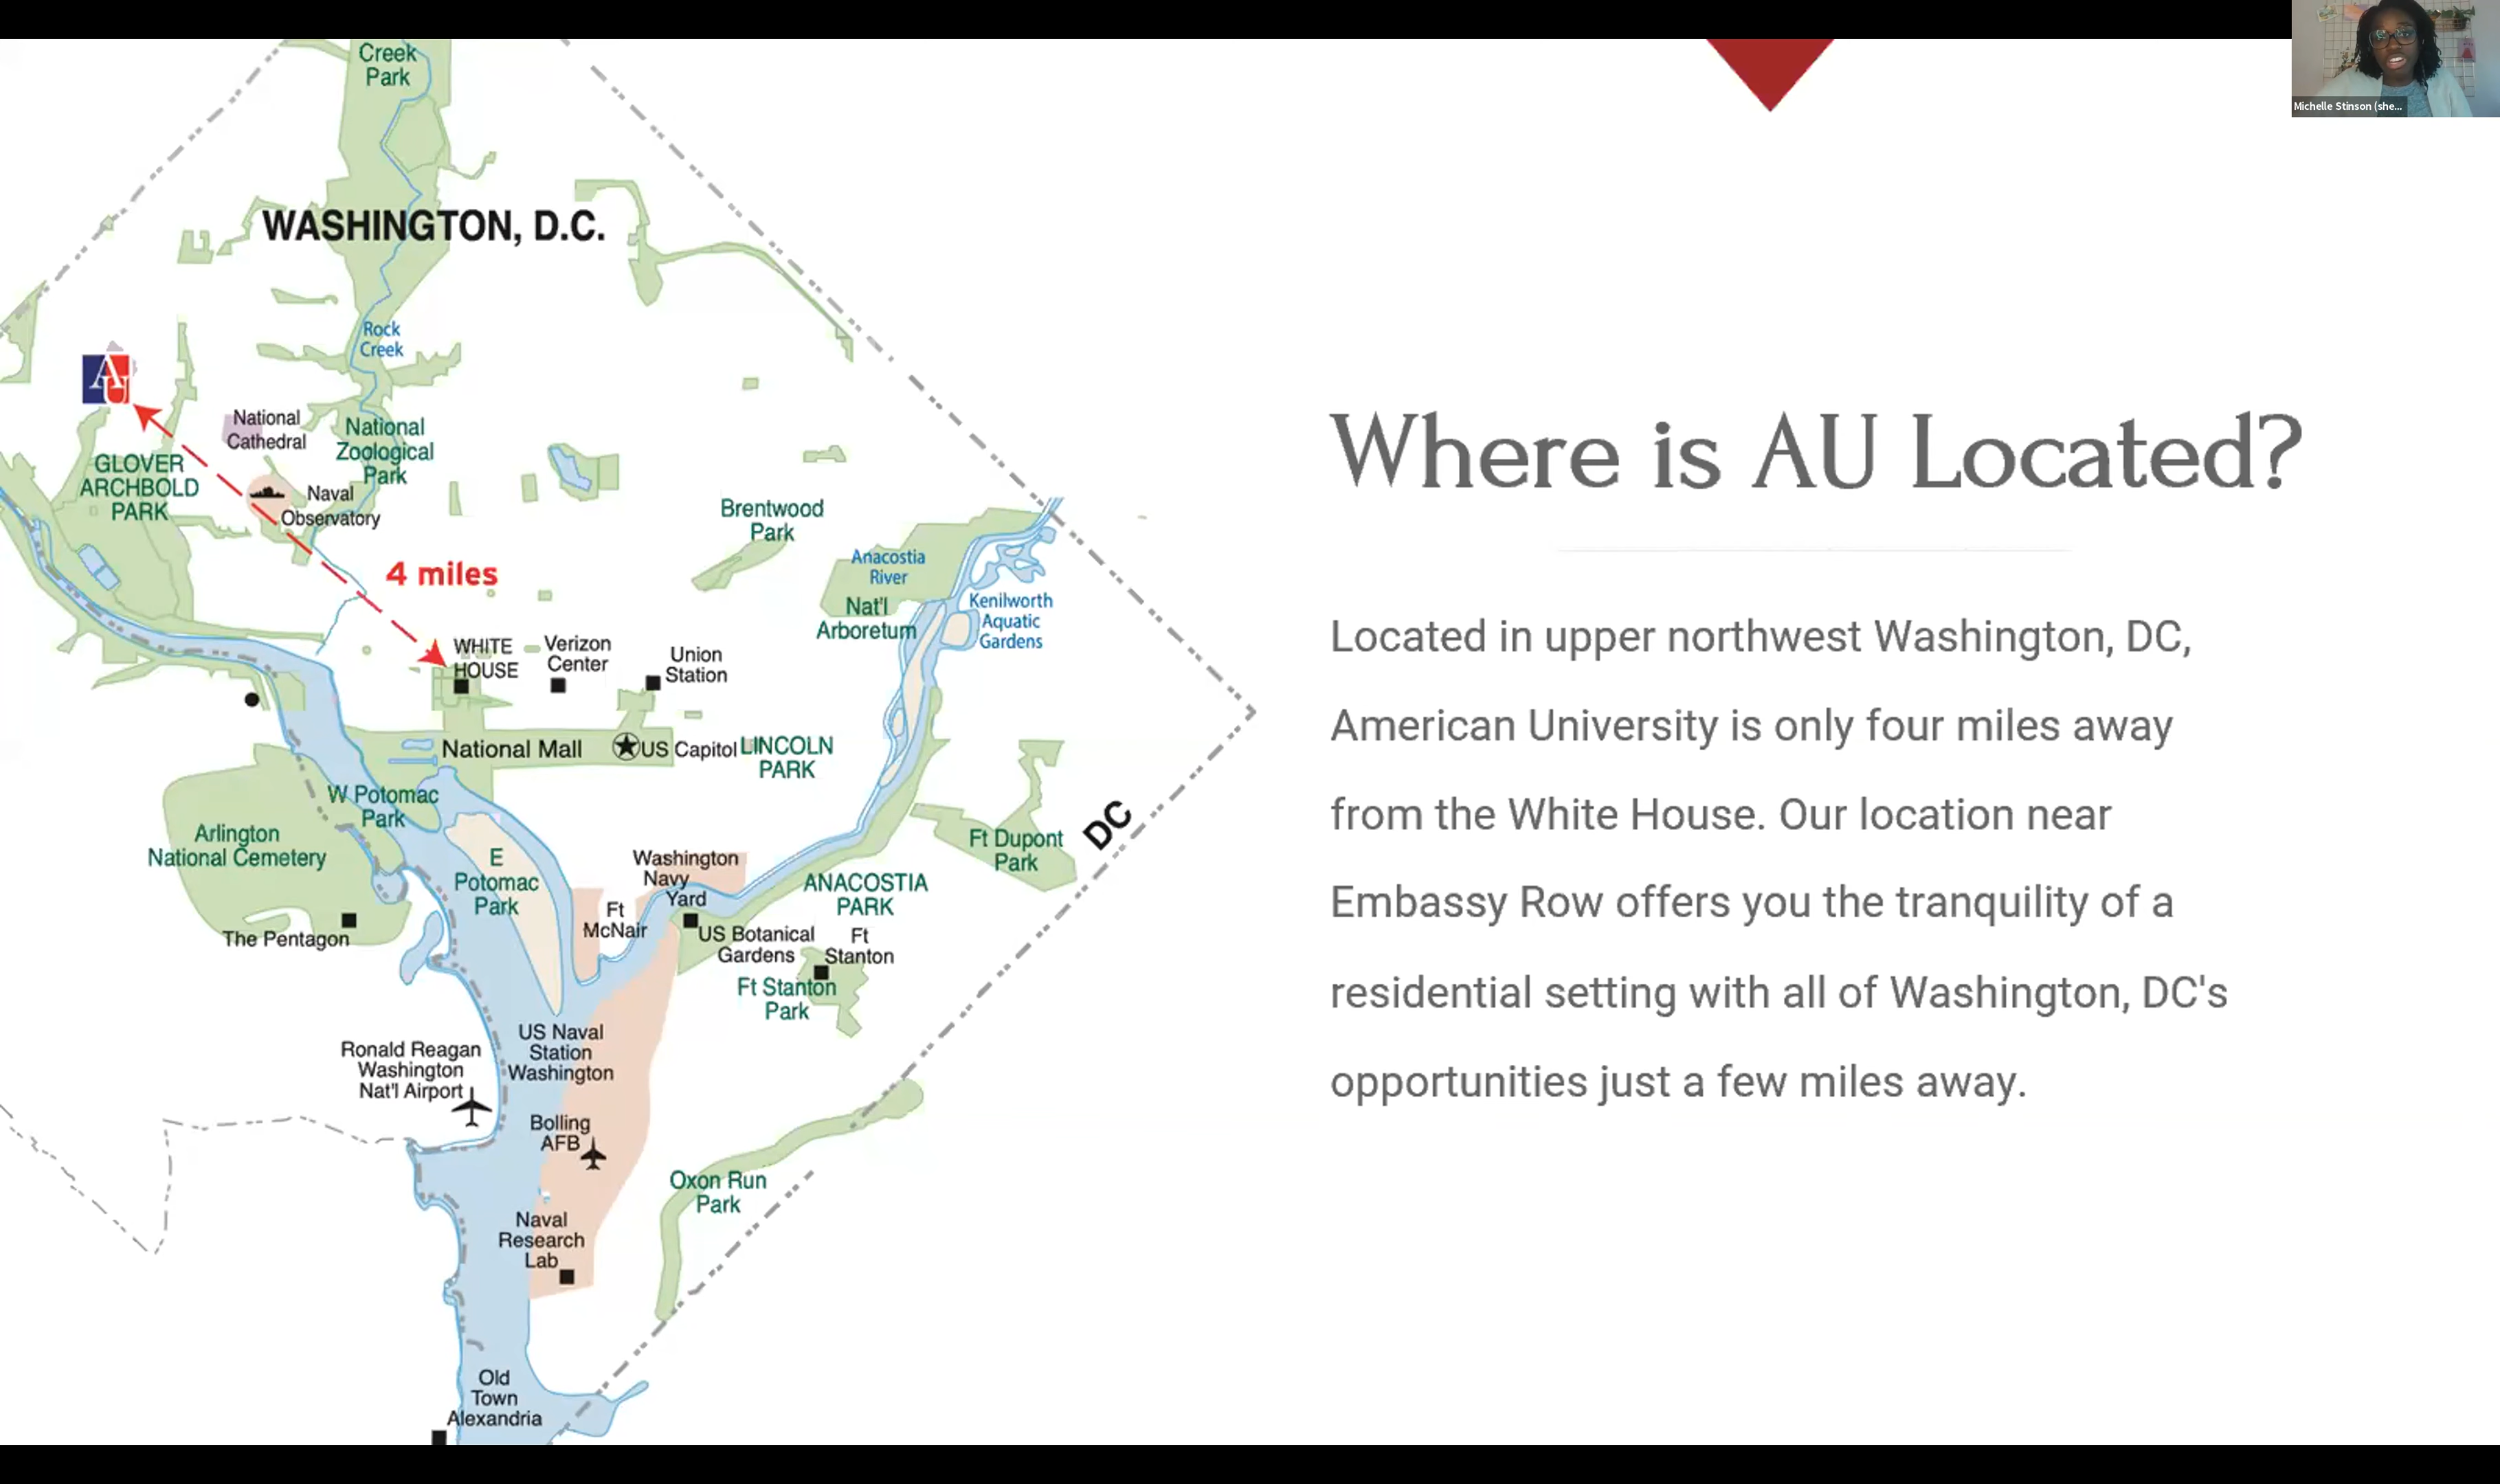 Creek
Park
WASHINGTON, D.C.
Rock
Creek
AU
National
Cathedral
National
Zoological
Park
GLOVER
ARCHBOLD
PARK
Naval
Observatory
4 miles
Brentwood
Park
Anacostia
River
Nat'l
Arboretum
Kenilworth
Aquatic
Gardens
WHITE
HOUSE
Verizon
Center
Union
Station
National Mall
US Capitol
LINCOLN
PARK
W Potomac
Park
Arlington
National Cemetery
E
Potomac
Park
Washington
Navy
Yard
Ft
McNair
ANACOSTIA
PARK
Ft Dupont
Park
DC
The Pentagon
US Botanical
Gardens
Ft
Stanton
Ft Stanton
Park
Ronald Reagan
Washington
Nat'l Airport
US Naval
Station
Washington
Bolling
AFB
Oxon Run
Park
Naval
Research
Lab
Old
Town
Alexandria
Where is AU Located?
Located in upper northwest Washington, DC,
American University is only four miles away
from the White House. Our location near
Embassy Row offers you the tranquility of a
residential setting with all of Washington, DC's
opportunities just a few miles away.
Michelle Stinson (she...